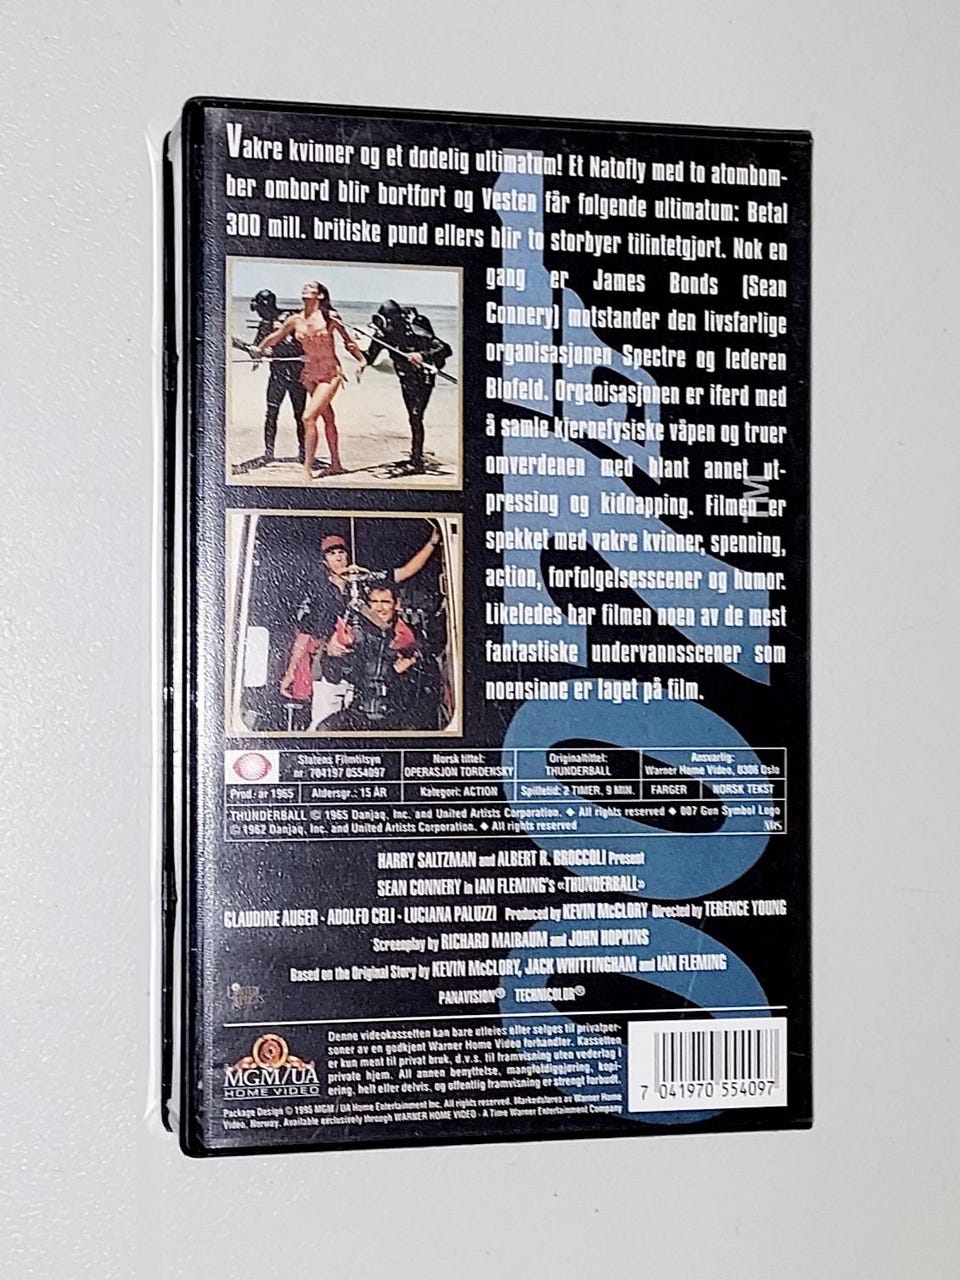 Vakre kvinner og et dødelig ultimatum! Et Natofly med to atombom-
ber ombord blir bortført og Vesten får følgende ultimatum: Betal
300 mill. britiske pund ellers blir to storbyer tilintetgjort. Nok en
gang er James Bonds (Sean
Connery) motstander den livsfarlige
organisasjonen Spectre og lederen
Blofeld. Organisasjonen er iferd med
å samle kjernefysiske våpen og truer
omverdenen med blant annet ut-
pressing og kidnapping. Filmen er
spekket med vakre kvinner, spenning,
action, forfølgelsesscener og humor.
Likeledes har filmen noen av de mest
fantastiske undervannsscener som
noensinne er laget på film.
007
TM
Statens Filmtilsyn
nr. 704197 0554097
Norsk tittel:
OPERASJON TORDENSKY
Originaltittel:
THUNDERBALL
Ansvarlig:
Warner Home Video, 0306 Oslo
Prod.-år 1965 Aldersgr.: 15 ÅR Kategori: ACTION Spilletid: 2 TIMER, 9 MIN. FARGER NORSK TEKST
THUNDERBALL © 1965 Danjaq, Inc. and United Artists Corporation. ◆ All rights reserved ◆ 007 Gun Symbol Logo
© 1962 Danjaq, Inc. and United Artists Corporation. ◆ All rights reserved VHS
HARRY SALTZMAN and ALBERT R. BROCCOLI Present
SEAN CONNERY in IAN FLEMING's «THUNDERBALL»
CLAUDINE AUGER · ADOLFO CELI · LUCIANA PALUZZI Produced by KEVIN McCLORY Directed by TERENCE YOUNG
Screenplay by RICHARD MAIBAUM and JOHN HOPKINS
Based on the Original Story by KEVIN McCLORY, JACK WHITTINGHAM and IAN FLEMING
PANAVISION® TECHNICOLOR®
MGM/UA
HOME VIDEO
Denne videokassetten kan bare utleies eller selges til privatper-
soner av en godkjent Warner Home Video forhandler. Kassetten
er kun ment til privat bruk, d.v.s. til framvisning uten vederlag i
private hjem. All annen benyttelse, mangfoldiggjøring, kopi-
ering, helt eller delvis, og offentlig framvisning er strengt forbudt.
Package Design © 1995 MGM / UA Home Entertainment Inc. All rights reserved. Markedsføres av Warner Home
Video, Norway. Available exclusively through WARNER HOME VIDEO - A Time Warner Entertainment Company
7 041970 554097